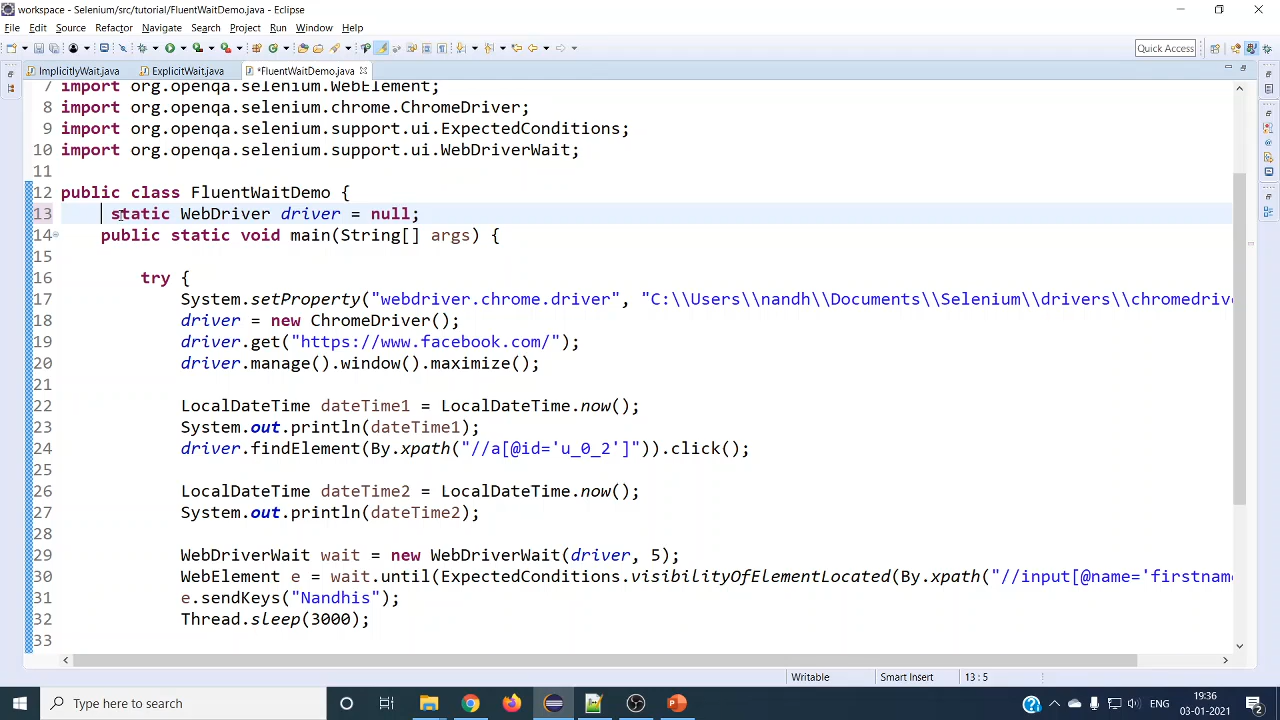 workspace - Selenium/src/tutorial/FluentWaitDemo.java - Eclipse
File Edit Source Refactor Navigate Search Project Run Window Help
Quick Access
ImplicitlyWait.java ExplicitWait.java *FluentWaitDemo.java
7 import org.openqa.selenium.WebElement;
8 import org.openqa.selenium.chrome.ChromeDriver;
9 import org.openqa.selenium.support.ui.ExpectedConditions;
10 import org.openqa.selenium.support.ui.WebDriverWait;
11
12 public class FluentWaitDemo {
13 static WebDriver driver = null;
14 public static void main(String[] args) {
15
16 try {
17 System.setProperty("webdriver.chrome.driver", "C:\\Users\\nandh\\Documents\\Selenium\\drivers\\chromedrive
18 driver = new ChromeDriver();
19 driver.get("https://www.facebook.com/");
20 driver.manage().window().maximize();
21
22 LocalDateTime dateTime1 = LocalDateTime.now();
23 System.out.println(dateTime1);
24 driver.findElement(By.xpath("//a[@id='u_0_2']")).click();
25
26 LocalDateTime dateTime2 = LocalDateTime.now();
27 System.out.println(dateTime2);
28
29 WebDriverWait wait = new WebDriverWait(driver, 5);
30 WebElement e = wait.until(ExpectedConditions.visibilityOfElementLocated(By.xpath("//input[@name='firstname
31 e.sendKeys("Nandhis");
32 Thread.sleep(3000);
33
Writable Smart Insert 13 : 5
Type here to search
ENG
19:36
03-01-2021
2